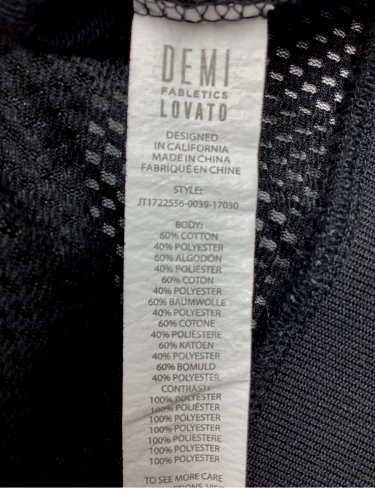 DEMI
FABLETICS
LOVATO
DESIGNED
IN CALIFORNIA
MADE IN CHINA
FABRIQUÉ EN CHINE
STYLE:
JT1722556-0039-17030
BODY:
60% COTTON
40% POLYESTER
60% ALGODÓN
40% POLIÉSTER
60% COTON
40% POLYESTER
60% BAUMWOLLE
40% POLYESTER
60% COTONE
40% POLIESTERE
60% KATOEN
40% POLYESTER
60% BOMULD
40% POLYESTER
CONTRAST:
100% POLYESTER
100% POLIÉSTER
100% POLYESTER
100% POLYESTER
100% POLIESTERE
100% POLYESTER
100% POLYESTER
TO SEE MORE CARE